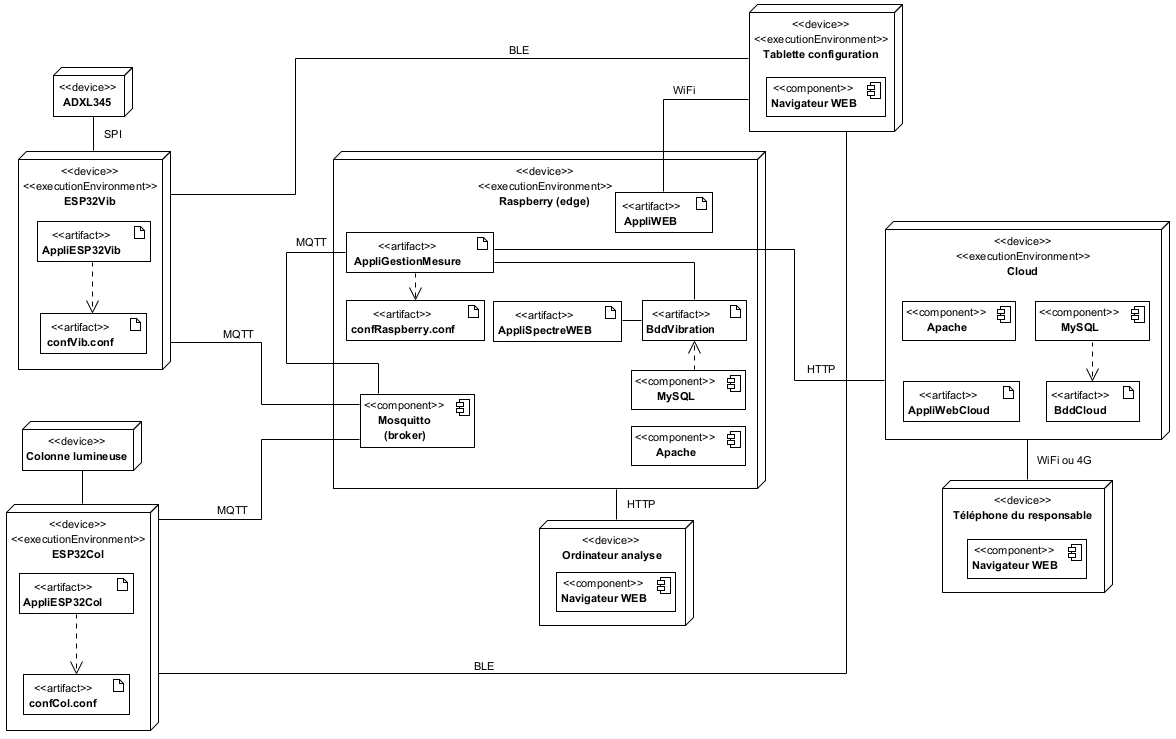 <<device>>
<<executionEnvironment>>
Tablette configuration
<<component>>
Navigateur WEB
BLE
WiFi
<<device>>
ADXL345
SPI
<<device>>
<<executionEnvironment>>
ESP32Vib
<<artifact>>
AppliESP32Vib
<<artifact>>
confVib.conf
MQTT
<<device>>
<<executionEnvironment>>
Raspberry (edge)
<<artifact>>
AppliWEB
MQTT
<<artifact>>
AppliGestionMesure
<<artifact>>
confRaspberry.conf
<<artifact>>
AppliSpectreWEB
<<artifact>>
BddVibration
<<component>>
MySQL
<<component>>
Mosquitto
(broker)
<<component>>
Apache
HTTP
<<device>>
<<executionEnvironment>>
Cloud
<<component>>
Apache
<<component>>
MySQL
<<artifact>>
AppliWebCloud
<<artifact>>
BddCloud
WiFi ou 4G
<<device>>
Téléphone du responsable
<<component>>
Navigateur WEB
HTTP
<<device>>
Ordinateur analyse
<<component>>
Navigateur WEB
<<device>>
Colonne lumineuse
MQTT
<<device>>
<<executionEnvironment>>
ESP32Col
<<artifact>>
AppliESP32Col
<<artifact>>
confCol.conf
BLE